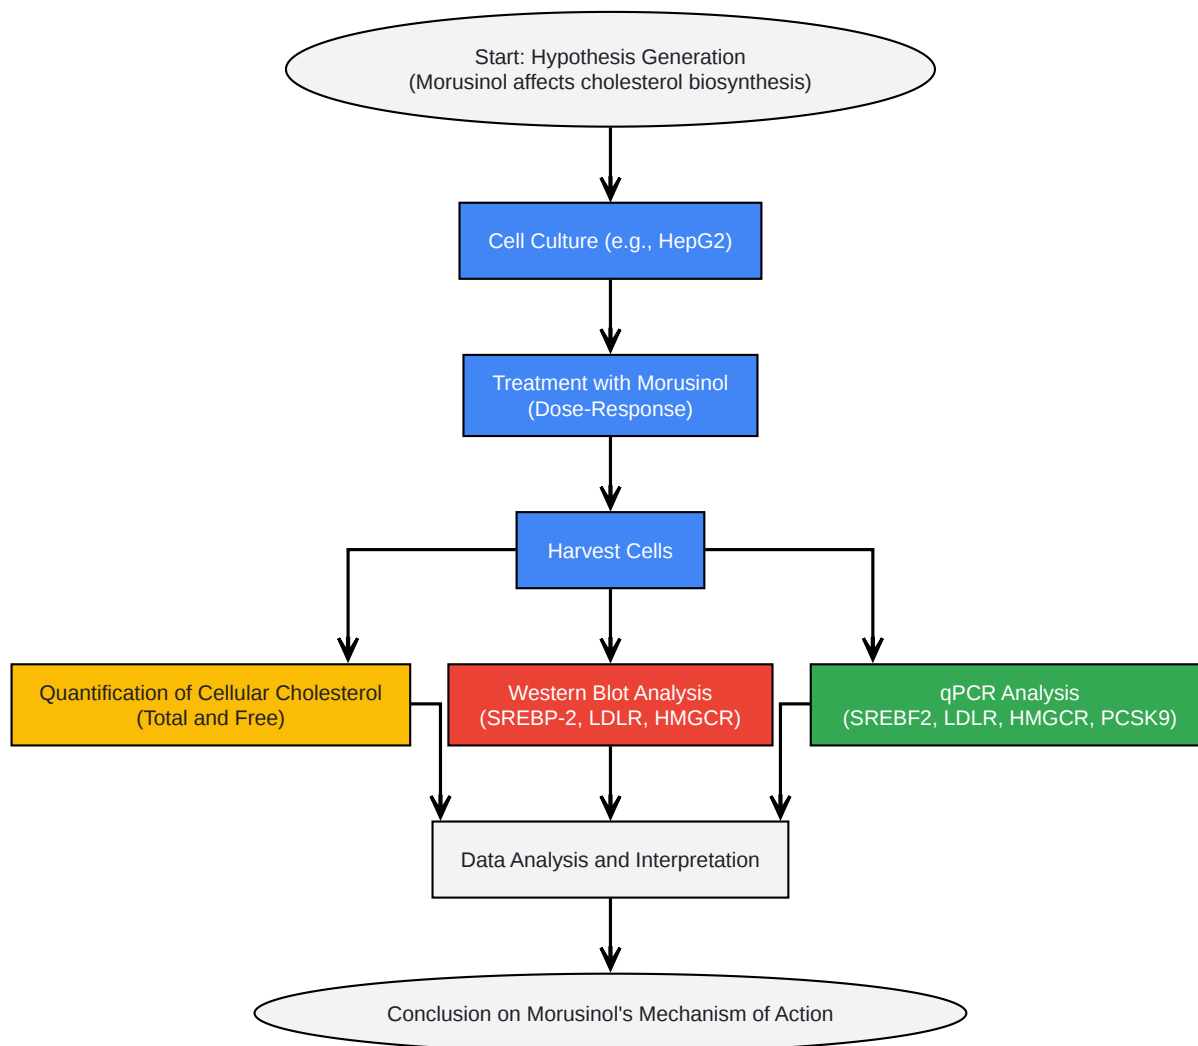 Start: Hypothesis Generation
(Morusinol affects cholesterol biosynthesis)
Cell Culture (e.g., HepG2)
Treatment with Morusinol
(Dose-Response)
Harvest Cells
Quantification of Cellular Cholesterol
(Total and Free)
Western Blot Analysis
(SREBP-2, LDLR, HMGCR)
qPCR Analysis
(SREBF2, LDLR, HMGCR, PCSK9)
Data Analysis and Interpretation
Conclusion on Morusinol's Mechanism of Action